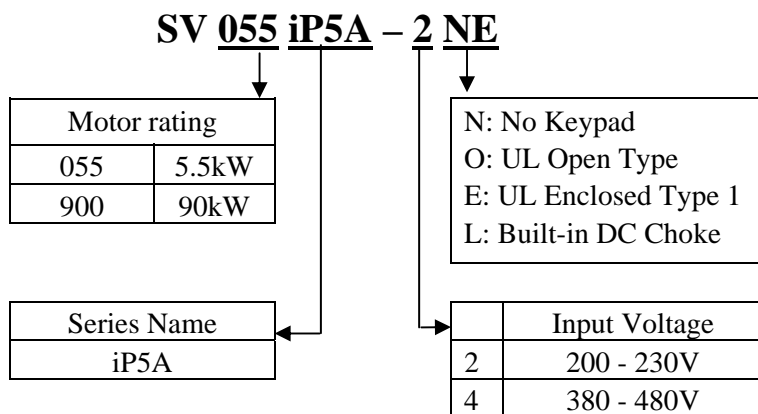 SV 055 iP5A – 2 NE
Motor rating
055 5.5kW
900 90kW
N: No Keypad
O: UL Open Type
E: UL Enclosed Type 1
L: Built-in DC Choke
Series Name
iP5A
Input Voltage
2 200 - 230V
4 380 - 480V